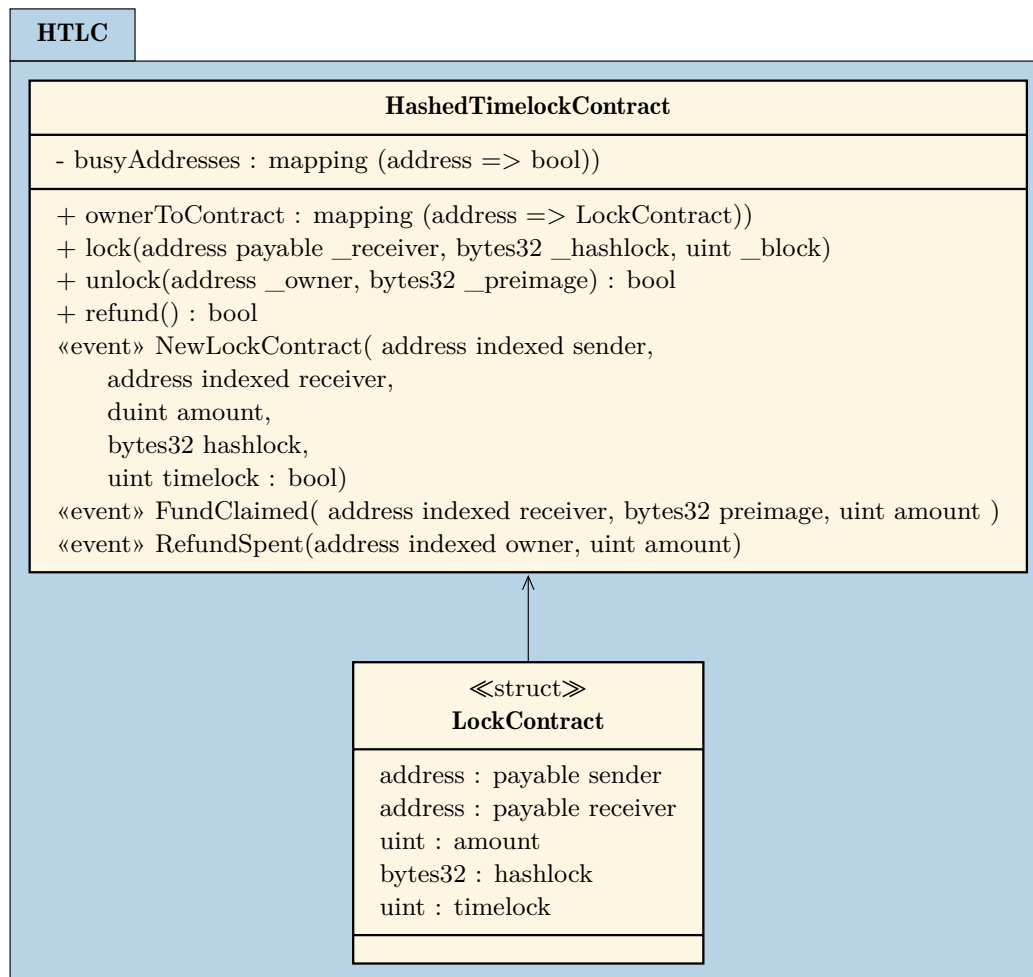 HTLC
HashedTimelockContract
- busyAddresses : mapping (address => bool))
+ ownerToContract : mapping (address => LockContract))
+ lock(address payable _receiver, bytes32 _hashlock, uint _block)
+ unlock(address _owner, bytes32 _preimage) : bool
+ refund() : bool
«event» NewLockContract( address indexed sender,
address indexed receiver,
duint amount,
bytes32 hashlock,
uint timelock : bool)
«event» FundClaimed( address indexed receiver, bytes32 preimage, uint amount )
«event» RefundSpent(address indexed owner, uint amount)
≪struct≫
LockContract
address : payable sender
address : payable receiver
uint : amount
bytes32 : hashlock
uint : timelock